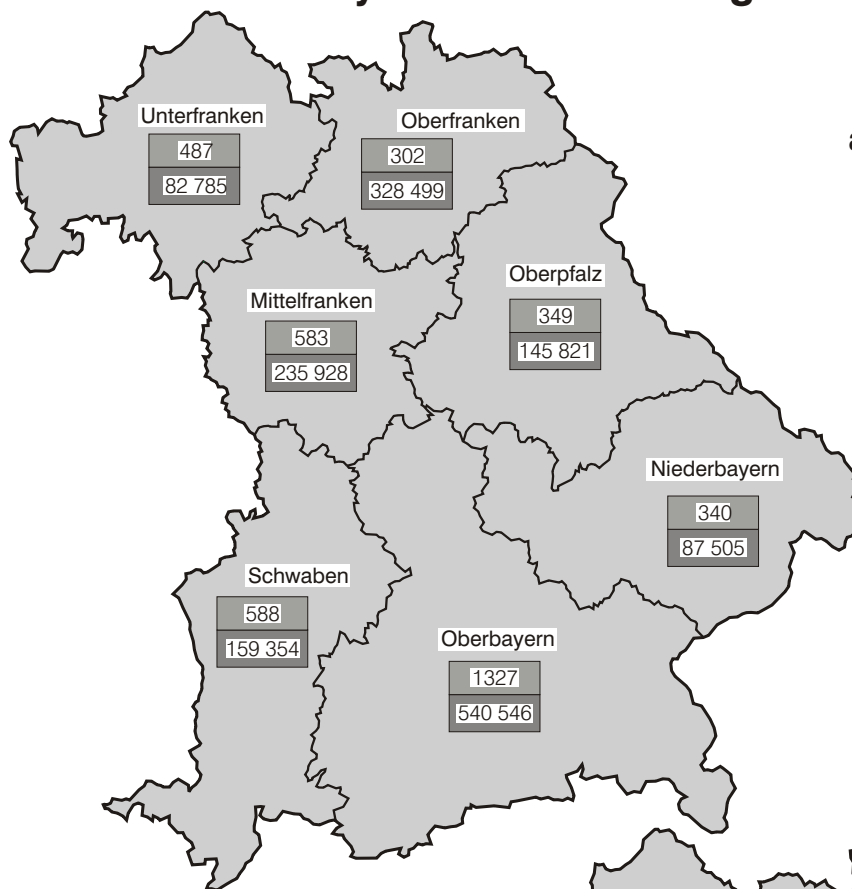 Unterfranken
487
82 785
Oberfranken
302
328 499
Mittelfranken
583
235 928
Oberpfalz
349
145 821
Niederbayern
340
87 505
Schwaben
588
159 354
Oberbayern
1327
540 546